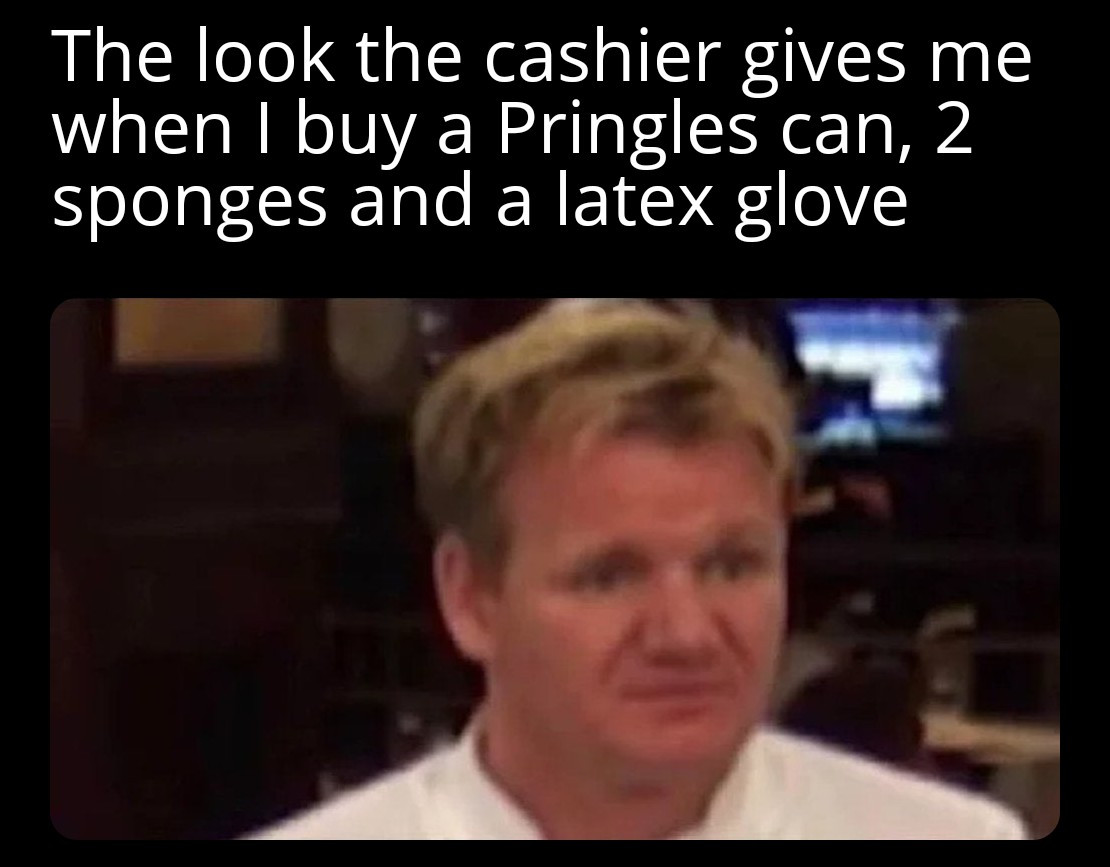 The look the cashier gives me
when I buy a Pringles can, 2
sponges and a latex glove